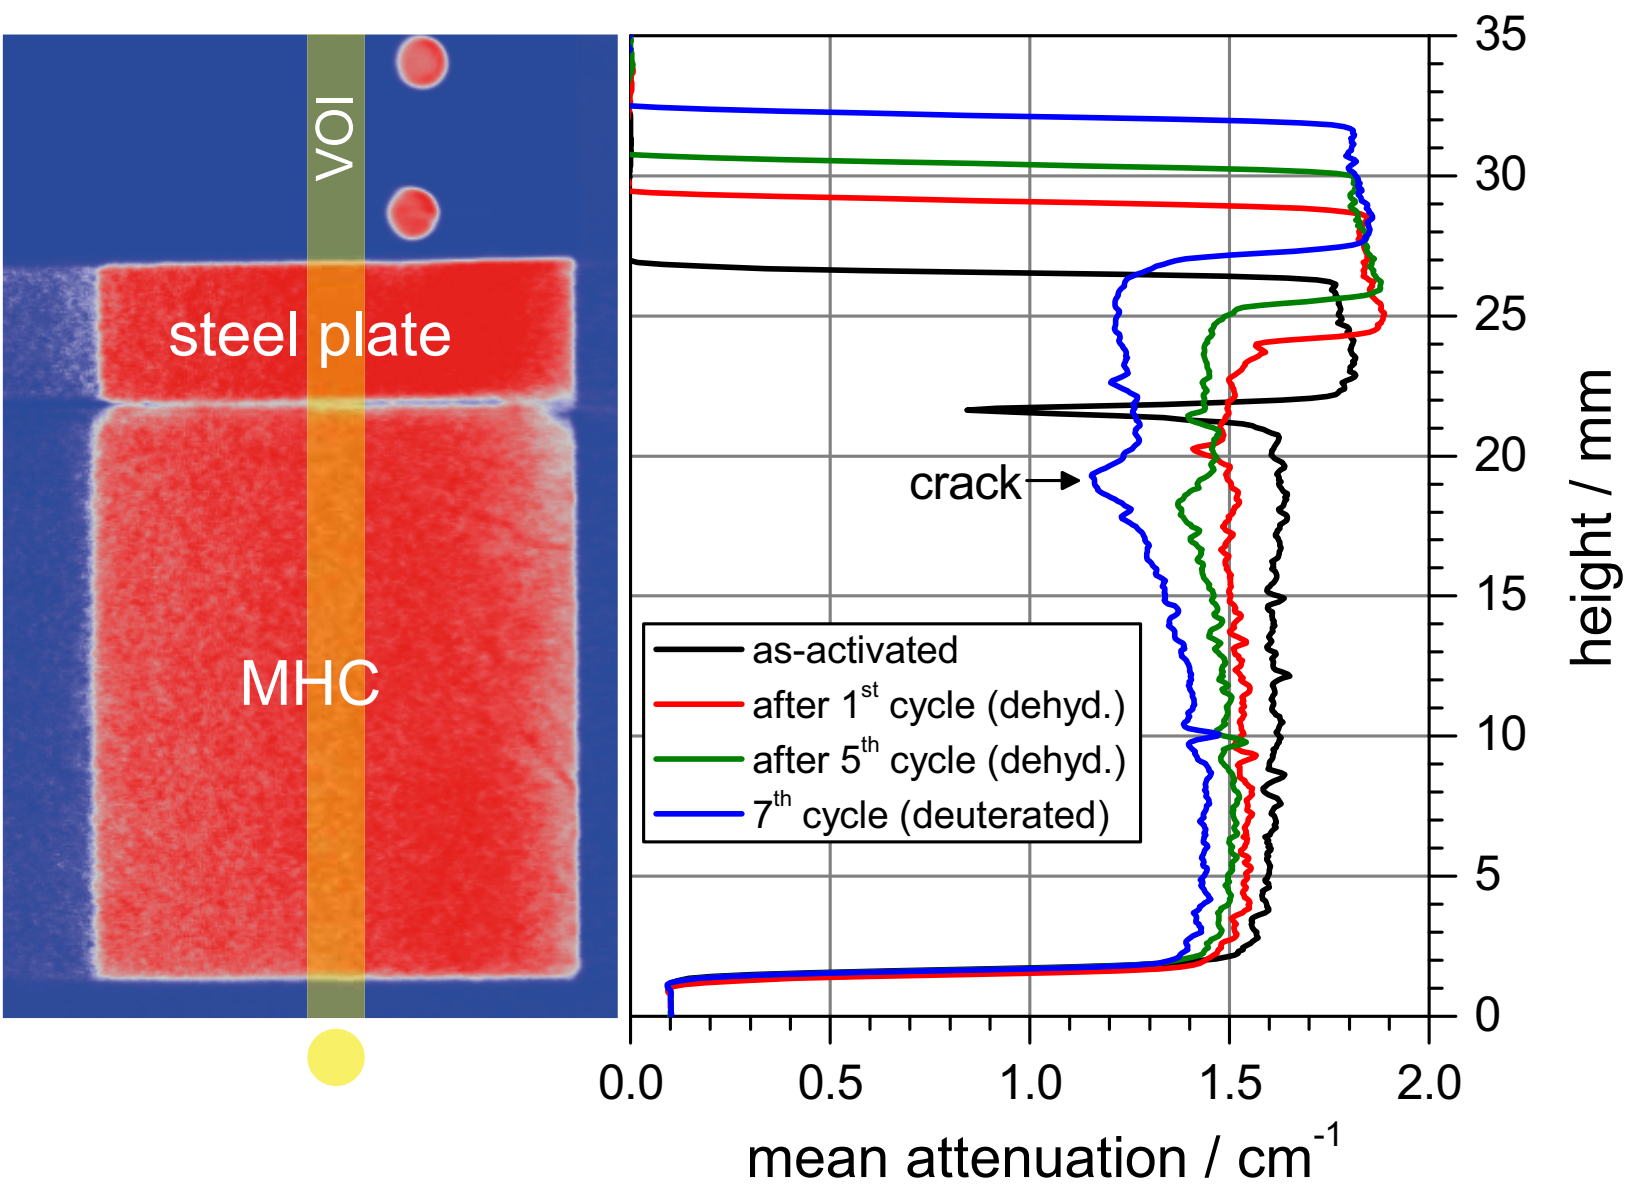 VOI
steel plate
MHC
crack
as-activated
after 1st cycle (dehyd.)
after 5th cycle (dehyd.)
7th cycle (deuterated)
35
30
25
20
15
10
5
0
height / mm
0.0 0.5 1.0 1.5 2.0
mean attenuation / cm-1